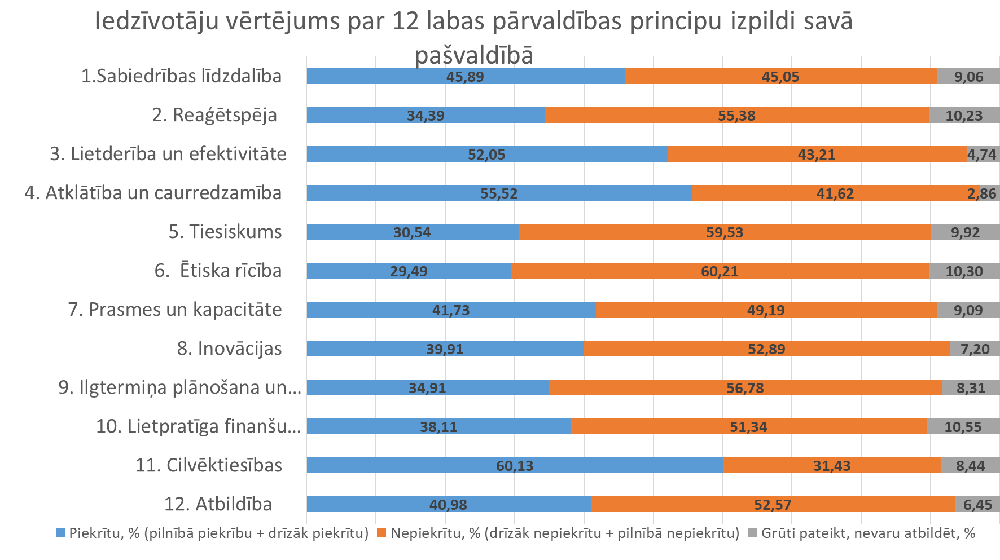 Iedzīvotāju vērtējums par 12 labas pārvaldības principu izpildi savā
pašvaldībā
1.Sabiedrības līdzdalība 45,89 45,05 9,06
2. Reaģētspēja 34,39 55,38 10,23
3. Lietderība un efektivitāte 52,05 43,21 4,74
4. Atklātība un caurredzamība 55,52 41,62 2,86
5. Tiesiskums 30,54 59,53 9,92
6. Ētiska rīcība 29,49 60,21 10,30
7. Prasmes un kapacitāte 41,73 49,19 9,09
8. Inovācijas 39,91 52,89 7,20
9. Ilgtermiņa plānošana un... 34,91 56,78 8,31
10. Lietpratīga finanšu... 38,11 51,34 10,55
11. Cilvēktiesības 60,13 31,43 8,44
12. Atbildība 40,98 52,57 6,45
Piekrītu, % (pilnībā piekrību + drīzāk piekrītu) Nepiekrītu, % (drīzāk nepiekrītu + pilnībā nepiekrītu) Grūti pateikt, nevaru atbildēt, %